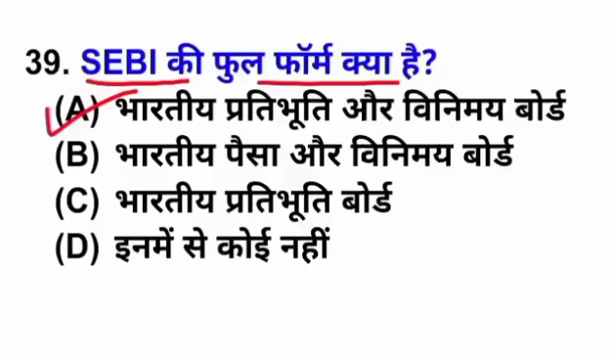 39. SEBI की फुल फॉर्म क्या है?
(A) भारतीय प्रतिभूति और विनिमय बोर्ड
(B) भारतीय पैसा और विनिमय बोर्ड
(C) भारतीय प्रतिभूति बोर्ड
(D) इनमें से कोई नहीं